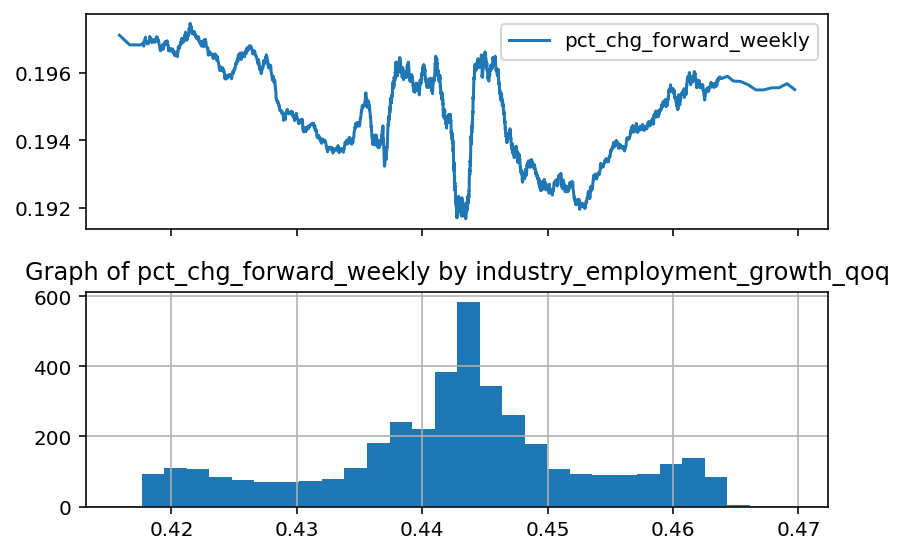 pct_chg_forward_weekly
0.196
0.194
0.192
Graph of pct_chg_forward_weekly by industry_employment_growth_qoq
600
400
200
0
0.42 0.43 0.44 0.45 0.46 0.47